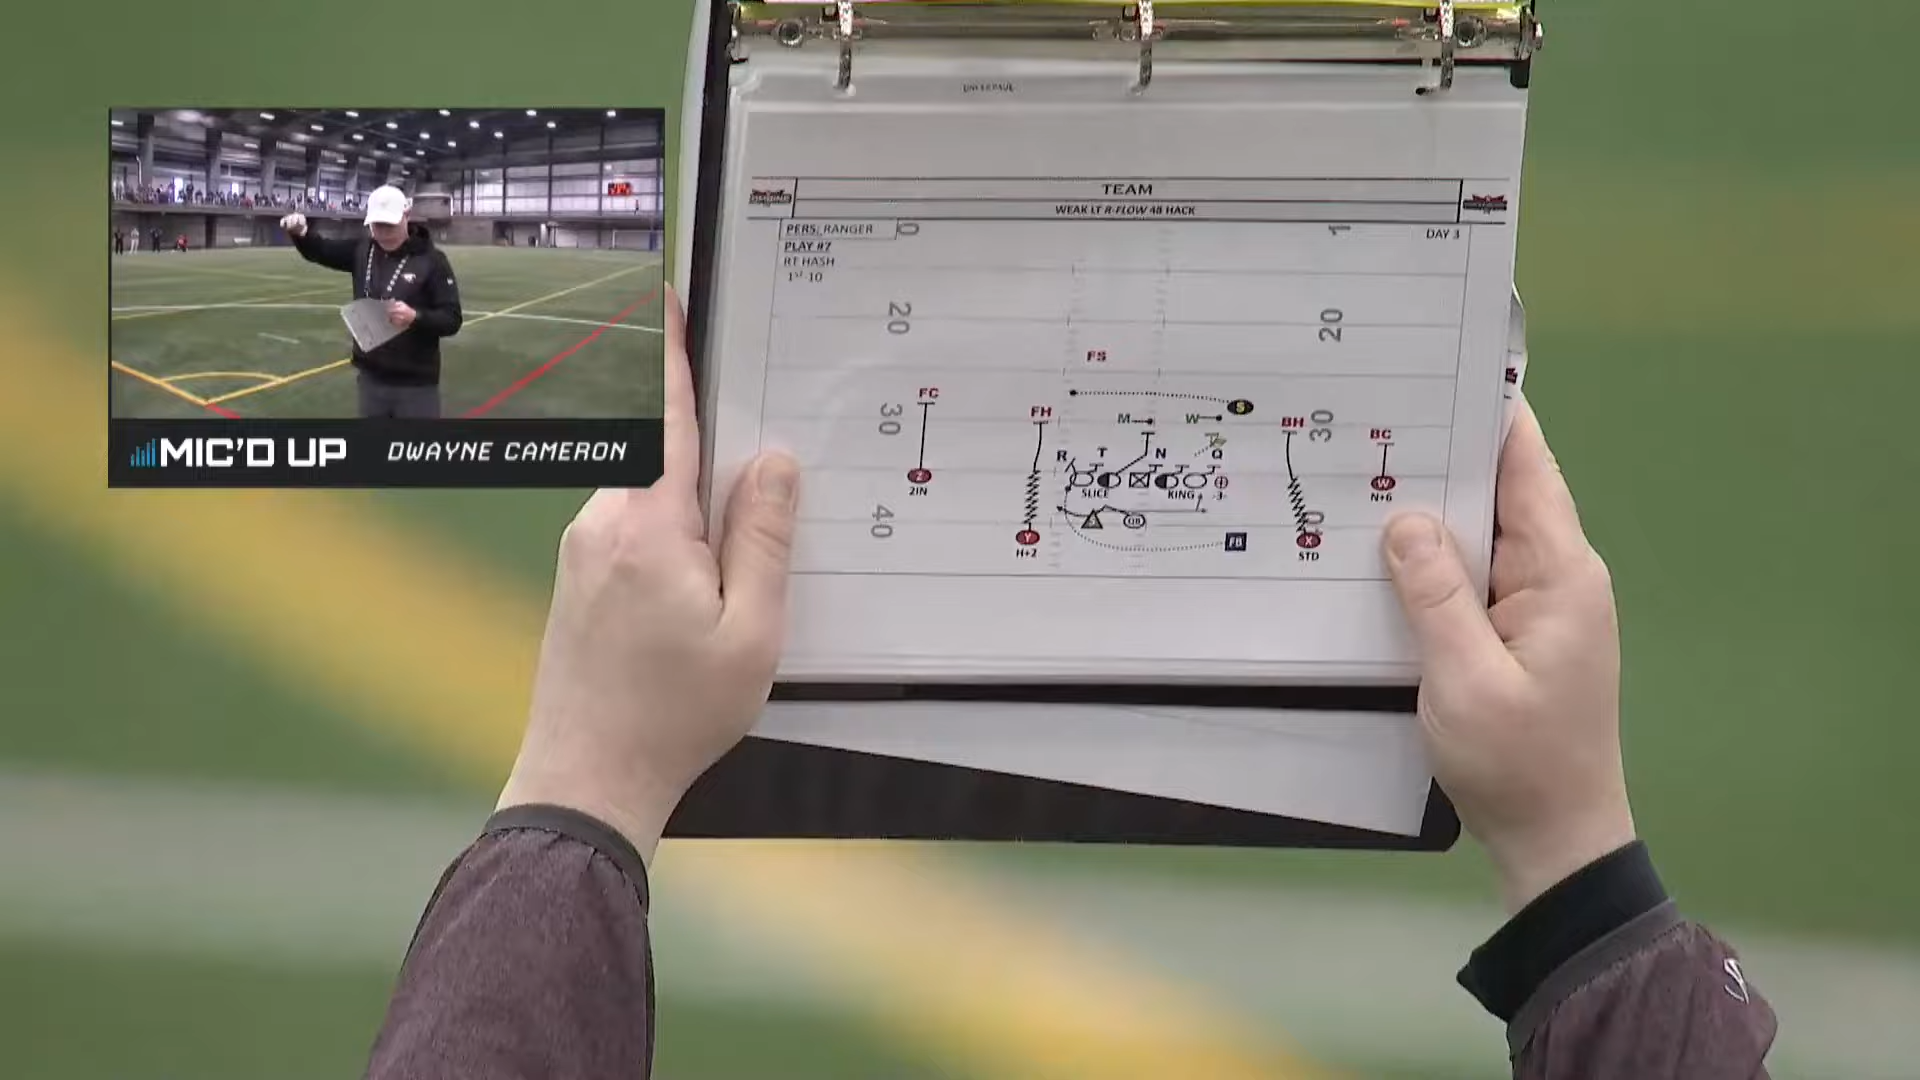 TEAM
WEAK LT R-FLOW 48 HACK
PERS: RANGER
PLAY #7
RT HASH
1ST-10
DAY 3
0
1
20
20
FS
FC
30
FH
M
W
S
BH
30
BC
R
T
N
Q
Z
2IN
SLICE
KING
-3-
W
N+6
40
QB
FB
Y
H+2
X
STD
MIC'D UP
DWAYNE CAMERON